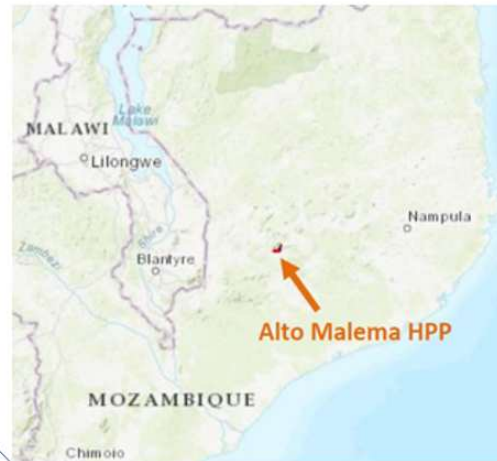 Lake
Malawi
MALAWI
Lilongwe
Nampula
Shire
Zambezi
Blantyre
Alto Malema HPP
MOZAMBIQUE
Chimoio